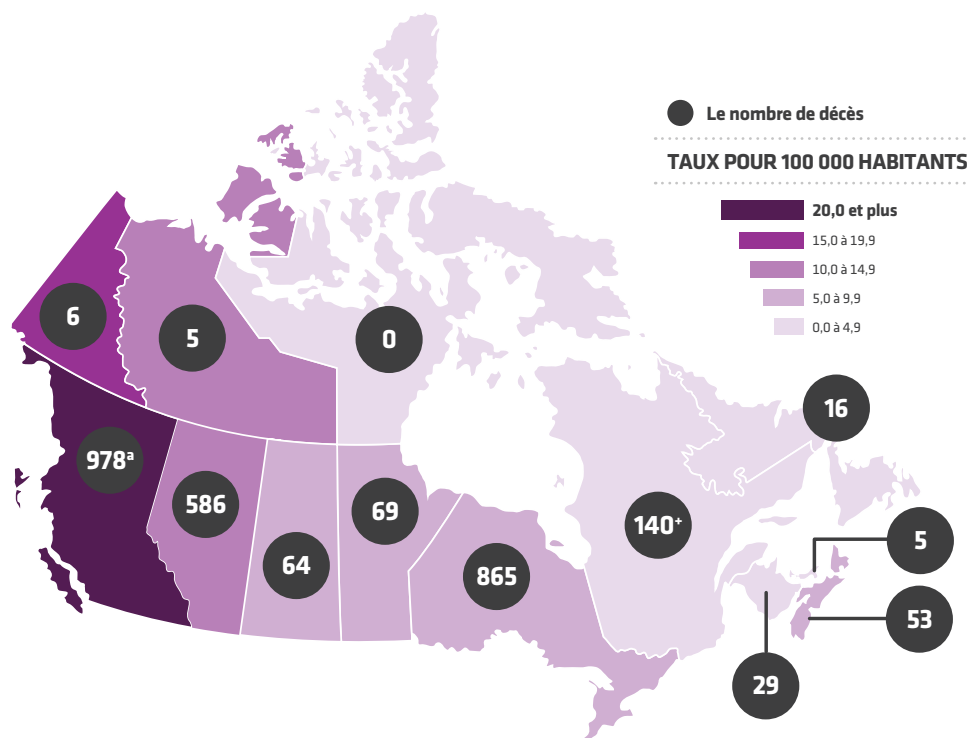 Le nombre de décès
TAUX POUR 100 000 HABITANTS
20,0 et plus
15,0 à 19,9
10,0 à 14,9
5,0 à 9,9
0,0 à 4,9
6
5
0
16
978ª
586
69
64
865
140⁺
5
53
29